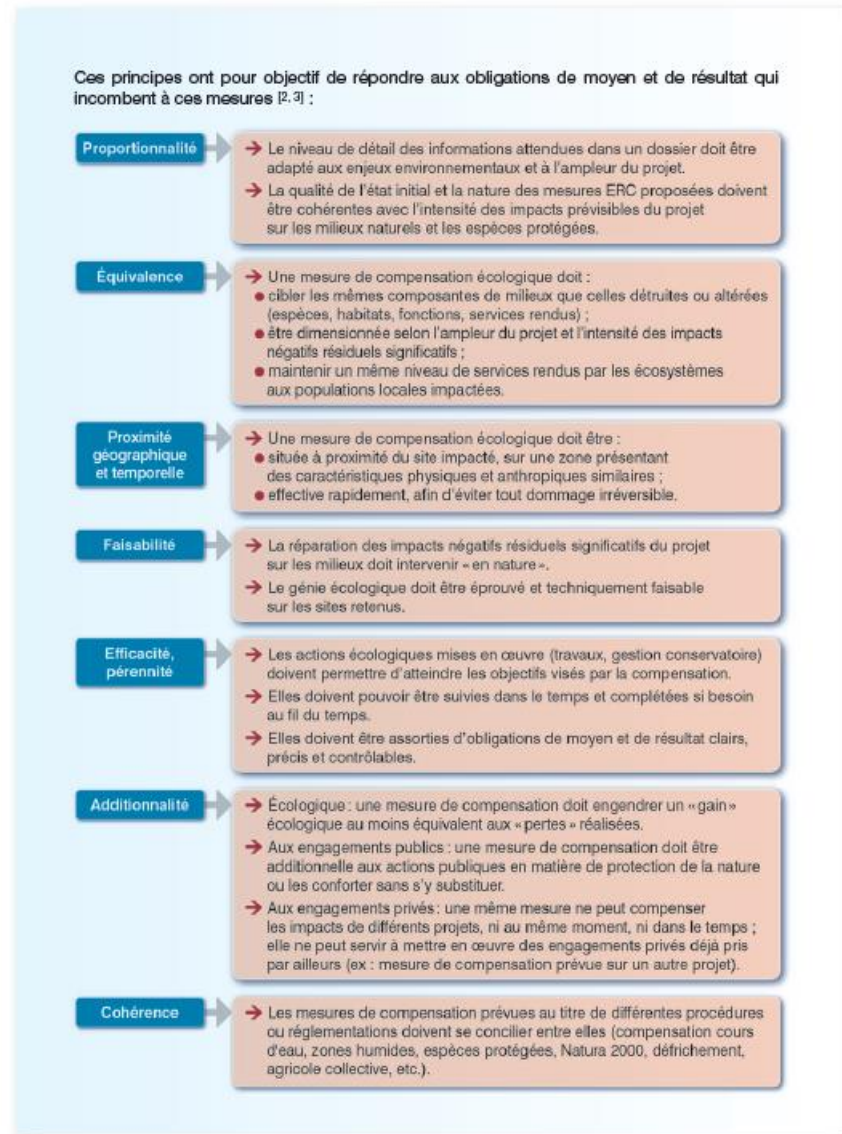 Ces principes ont pour objectif de répondre aux obligations de moyen et de résultat qui
incombent à ces mesures [2, 3] :
Proportionnalité
→ Le niveau de détail des informations attendues dans un dossier doit être
adapté aux enjeux environnementaux et à l'ampleur du projet.
→ La qualité de l'état initial et la nature des mesures ERC proposées doivent
être cohérentes avec l'intensité des impacts prévisibles du projet
sur les milieux naturels et les espèces protégées.
Équivalence
→ Une mesure de compensation écologique doit :
● cibler les mêmes composantes de milieux que celles détruites ou altérées
(espèces, habitats, fonctions, services rendus) ;
● être dimensionnée selon l'ampleur du projet et l'intensité des impacts
négatifs résiduels significatifs ;
● maintenir un même niveau de services rendus par les écosystèmes
aux populations locales impactées.
Proximité
géographique
et temporelle
→ Une mesure de compensation écologique doit être :
● située à proximité du site impacté, sur une zone présentant
des caractéristiques physiques et anthropiques similaires ;
● effective rapidement, afin d'éviter tout dommage irréversible.
Faisabilité
→ La réparation des impacts négatifs résiduels significatifs du projet
sur les milieux doit intervenir « en nature ».
→ Le génie écologique doit être éprouvé et techniquement faisable
sur les sites retenus.
Efficacité,
pérennité
→ Les actions écologiques mises en œuvre (travaux, gestion conservatoire)
doivent permettre d'atteindre les objectifs visés par la compensation.
→ Elles doivent pouvoir être suivies dans le temps et complétées si besoin
au fil du temps.
→ Elles doivent être assorties d'obligations de moyen et de résultat clairs,
précis et contrôlables.
Additionnalité
→ Écologique : une mesure de compensation doit engendrer un « gain »
écologique au moins équivalent aux « pertes » réalisées.
→ Aux engagements publics : une mesure de compensation doit être
additionnelle aux actions publiques en matière de protection de la nature
ou les conforter sans s'y substituer.
→ Aux engagements privés : une même mesure ne peut compenser
les impacts de différents projets, ni au même moment, ni dans le temps ;
elle ne peut servir à mettre en œuvre des engagements privés déjà pris
par ailleurs (ex : mesure de compensation prévue sur un autre projet).
Cohérence
→ Les mesures de compensation prévues au titre de différentes procédures
ou réglementations doivent se concilier entre elles (compensation cours
d'eau, zones humides, espèces protégées, Natura 2000, défrichement,
agricole collective, etc.).